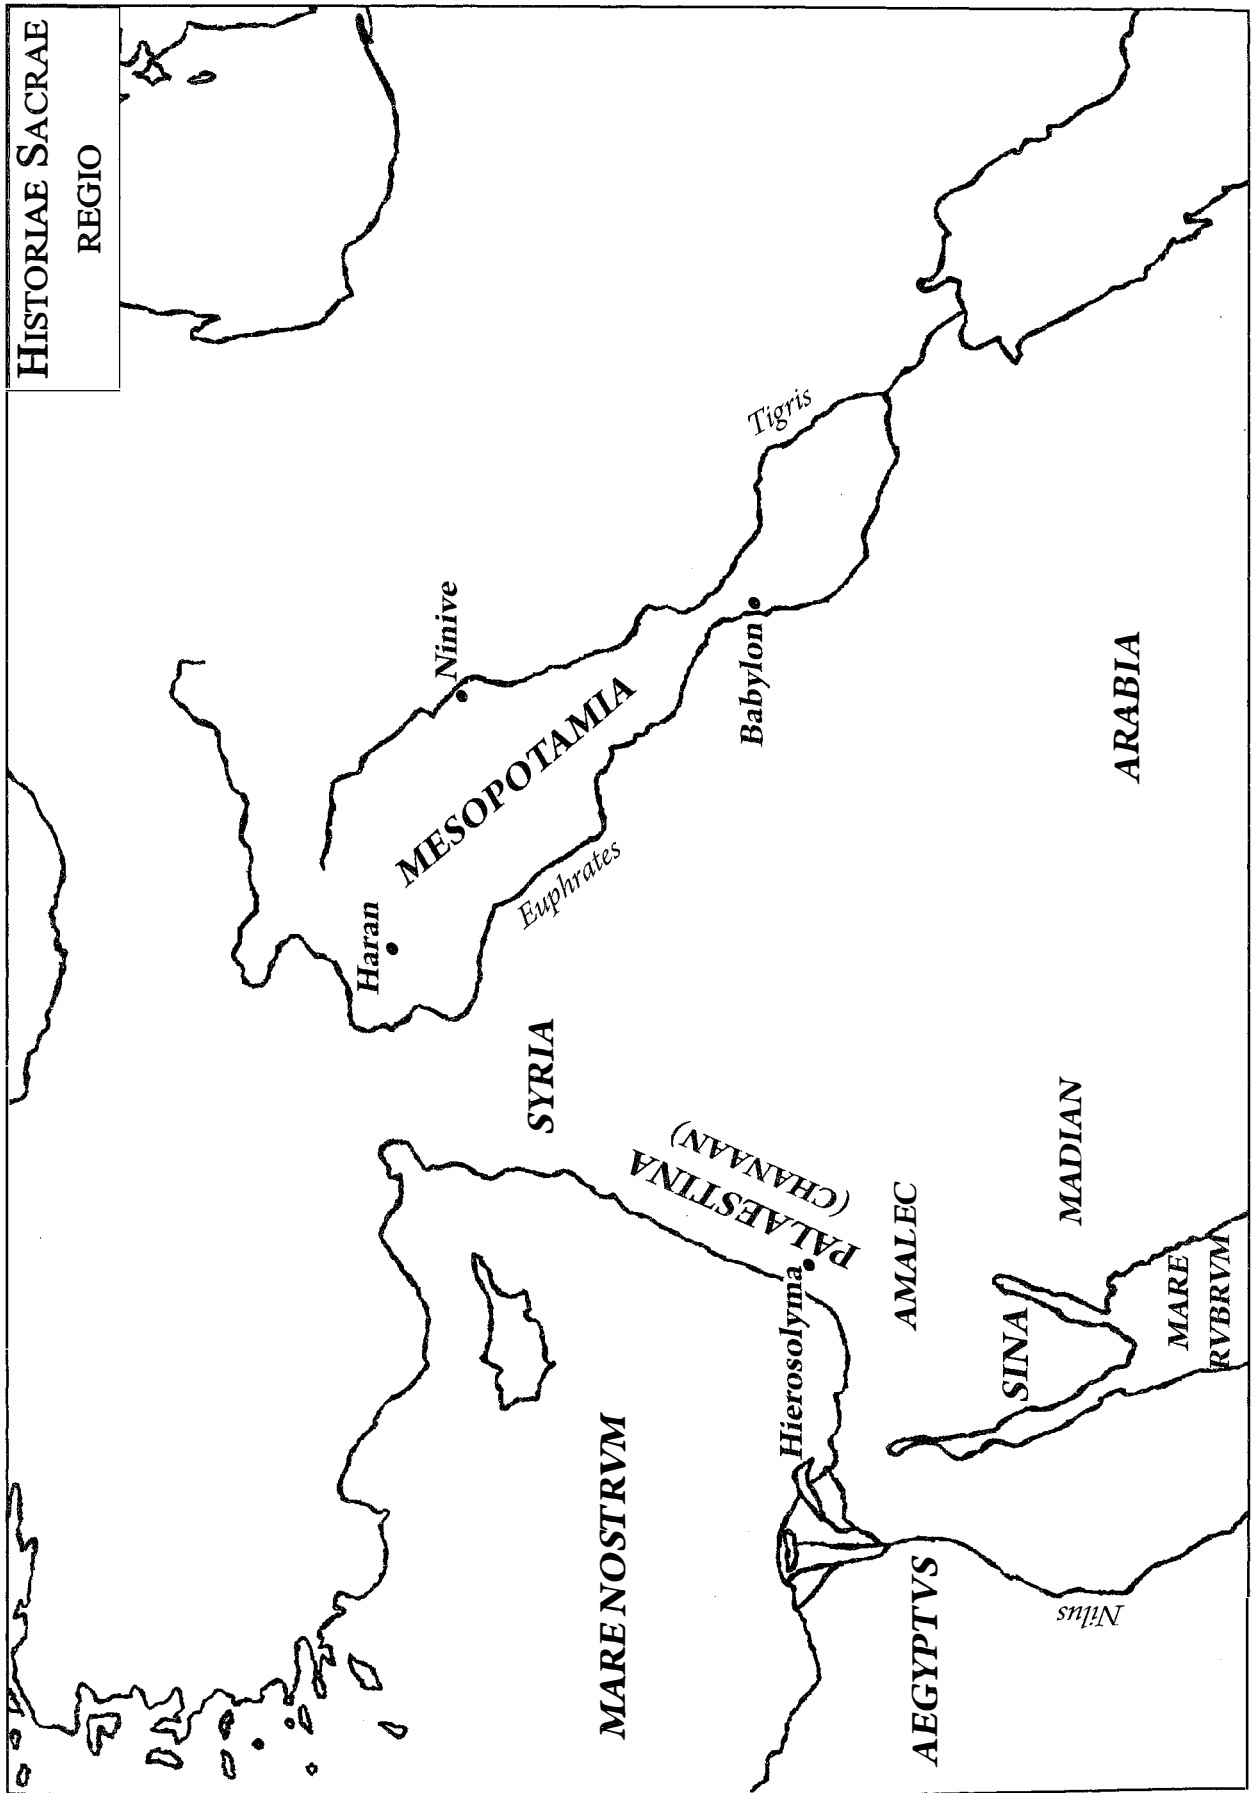 HISTORIAE SACRAE
REGIO
Tigris
Ninive
MESOPOTAMIA
Babylon
Euphrates
Haran
ARABIA
SYRIA
PALAESTINA
(CHANAAN)
MADIAN
AMALEC
Hierosolyma
SINA
MARE
RVBRVM
MARE NOSTRVM
AEGYPTVS
Nilus